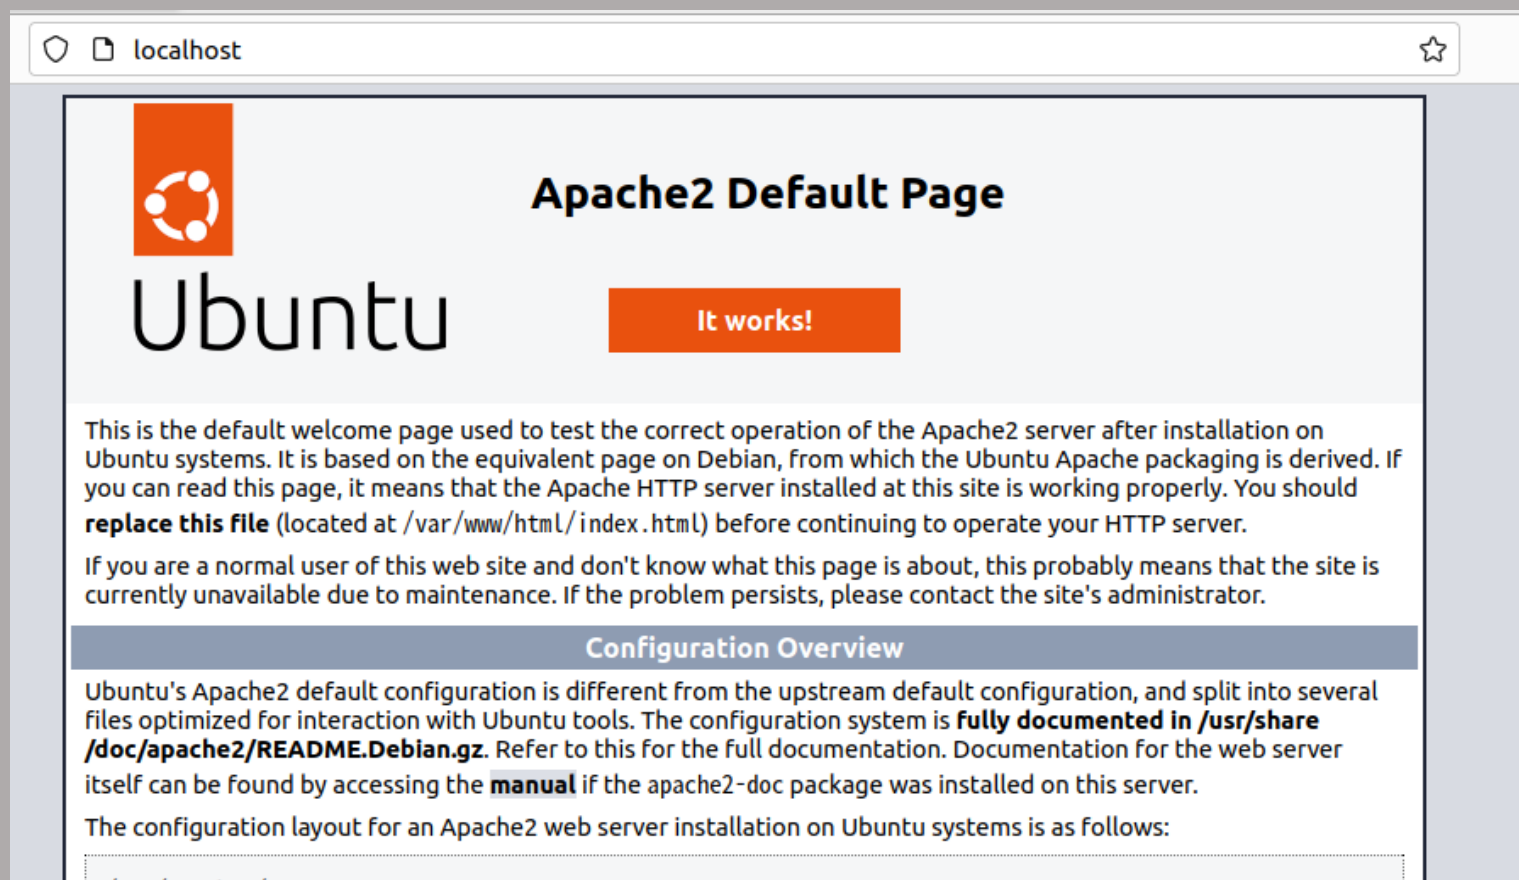 localhost
Apache2 Default Page
Ubuntu
It works!
This is the default welcome page used to test the correct operation of the Apache2 server after installation on
Ubuntu systems. It is based on the equivalent page on Debian, from which the Ubuntu Apache packaging is derived. If
you can read this page, it means that the Apache HTTP server installed at this site is working properly. You should
replace this file (located at /var/www/html/index.html) before continuing to operate your HTTP server.
If you are a normal user of this web site and don't know what this page is about, this probably means that the site is
currently unavailable due to maintenance. If the problem persists, please contact the site's administrator.
Configuration Overview
Ubuntu's Apache2 default configuration is different from the upstream default configuration, and split into several
files optimized for interaction with Ubuntu tools. The configuration system is fully documented in /usr/share
/doc/apache2/README.Debian.gz. Refer to this for the full documentation. Documentation for the web server
itself can be found by accessing the manual if the apache2-doc package was installed on this server.
The configuration layout for an Apache2 web server installation on Ubuntu systems is as follows: